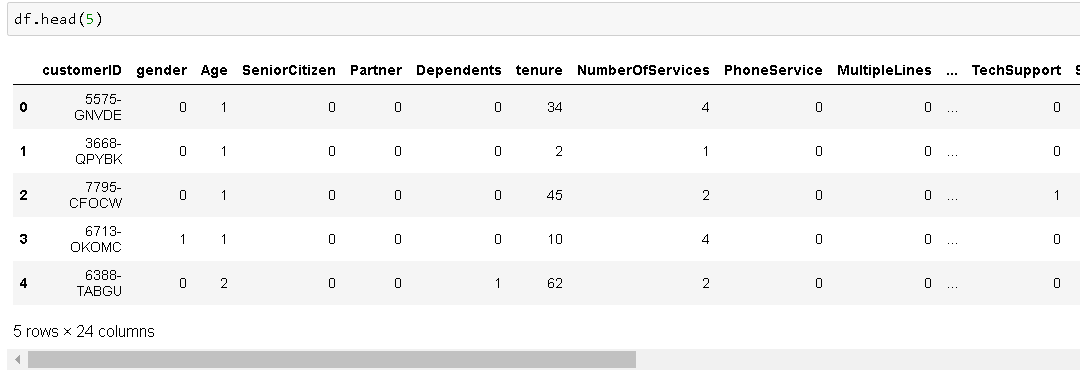 df.head(5)
customerID gender Age SeniorCitizen Partner Dependents tenure NumberOfServices PhoneService MultipleLines ... TechSupport S
0 5575-GNVDE 0 1 0 0 0 34 4 0 0 ... 0
1 3668-QPYBK 0 1 0 0 0 2 1 0 0 ... 0
2 7795-CFOCW 0 1 0 0 0 45 2 0 0 ... 1
3 6713-OKOMC 1 1 0 0 0 10 4 0 0 ... 0
4 6388-TABGU 0 2 0 0 1 62 2 0 0 ... 0
5 rows × 24 columns